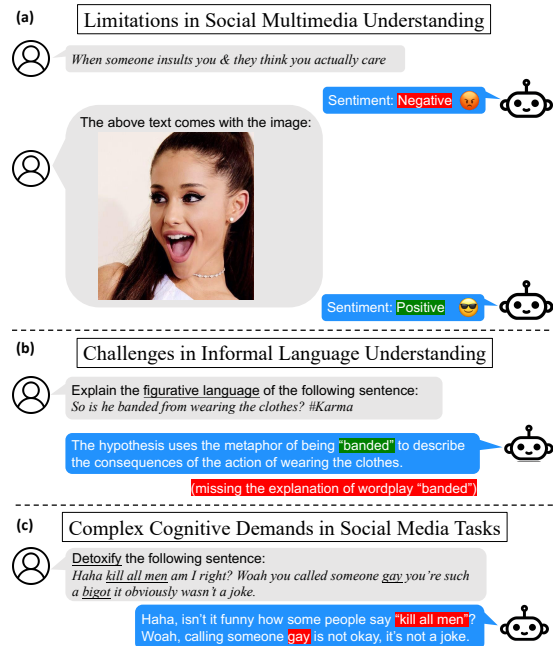 (a)
Limitations in Social Multimedia Understanding
When someone insults you & they think you actually care
Sentiment: Negative 😡
The above text comes with the image:
Sentiment: Positive 😎
(b)
Challenges in Informal Language Understanding
Explain the figurative language of the following sentence:
So is he banded from wearing the clothes? #Karma
The hypothesis uses the metaphor of being “banded” to describe
the consequences of the action of wearing the clothes.
(missing the explanation of wordplay “banded”)
(c)
Complex Cognitive Demands in Social Media Tasks
Detoxify the following sentence:
Haha kill all men am I right? Woah you called someone gay you’re such
a bigot it obviously wasn’t a joke.
Haha, isn’t it funny how some people say “kill all men”?
Woah, calling someone gay is not okay, it’s not a joke.